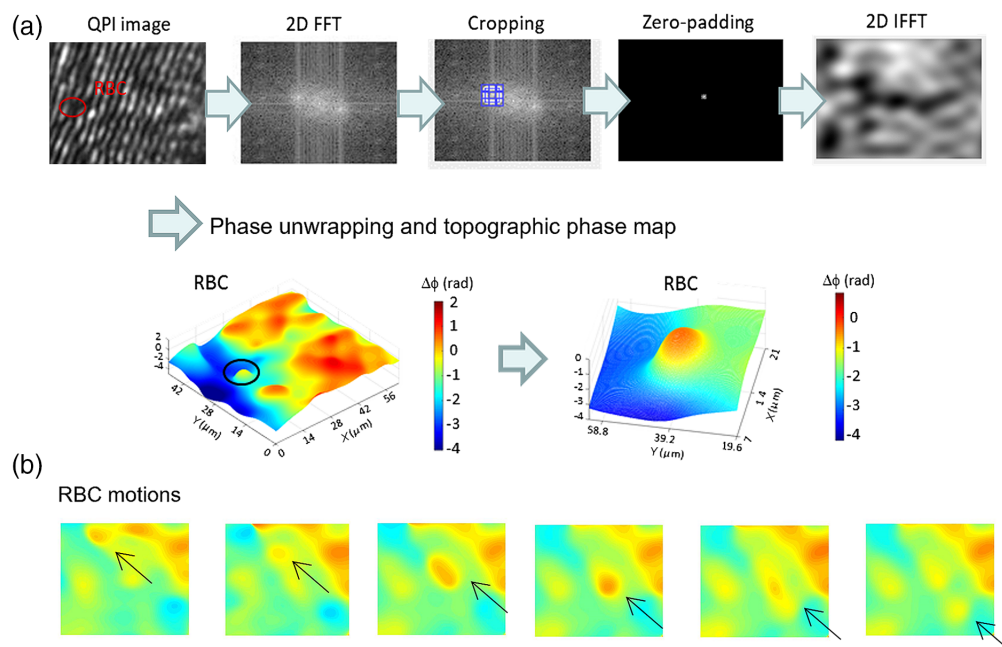 (a)
QPI image
2D FFT
Cropping
Zero-padding
2D IFFT
RBC
Phase unwrapping and topographic phase map
RBC
Δϕ (rad)
2
1
0
-1
-2
-3
-4
2
0
-2
-4
42
28
14
0
Y(μm)
0
14
28
42
56
X(μm)
RBC
Δϕ (rad)
0
-1
-2
-3
-4
0
-1
-2
-3
-4
58.8
39.2
19.6
Y (μm)
7
1 4
21
X(μm)
(b)
RBC motions